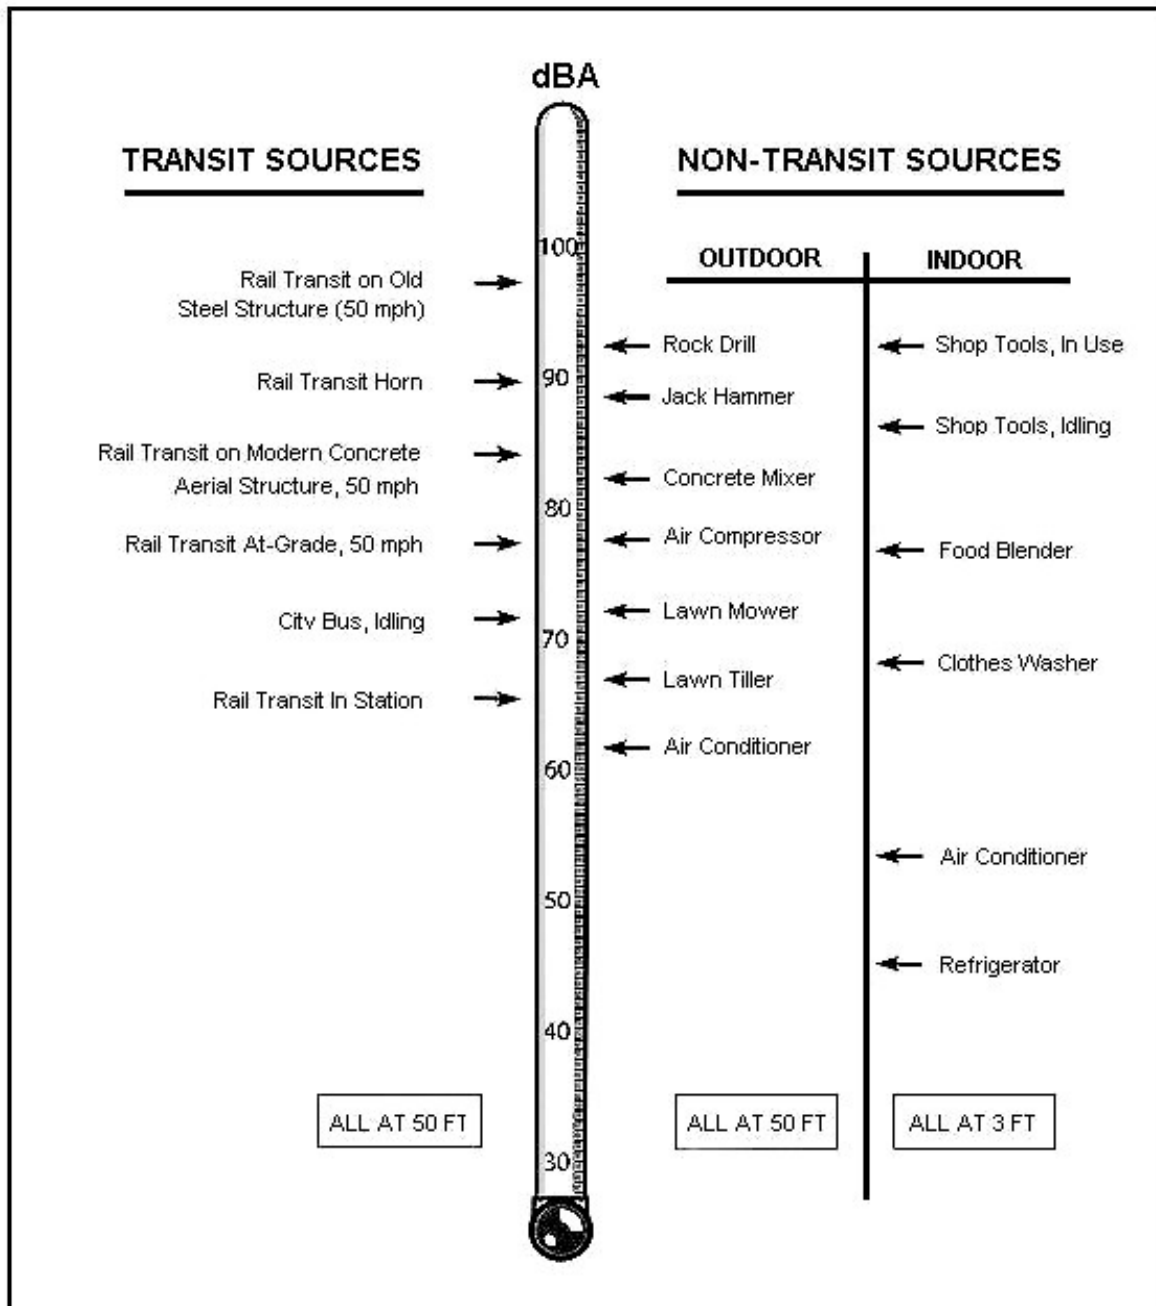 dBA
TRANSIT SOURCES
NON-TRANSIT SOURCES
OUTDOOR
INDOOR
100
90
80
70
60
50
40
30
Rail Transit on Old
Steel Structure (50 mph)
Rail Transit Horn
Rail Transit on Modern Concrete
Aerial Structure, 50 mph
Rail Transit At-Grade, 50 mph
City Bus, Idling
Rail Transit In Station
ALL AT 50 FT
Rock Drill
Jack Hammer
Concrete Mixer
Air Compressor
Lawn Mower
Lawn Tiller
Air Conditioner
ALL AT 50 FT
Shop Tools, In Use
Shop Tools, Idling
Food Blender
Clothes Washer
Air Conditioner
Refrigerator
ALL AT 3 FT